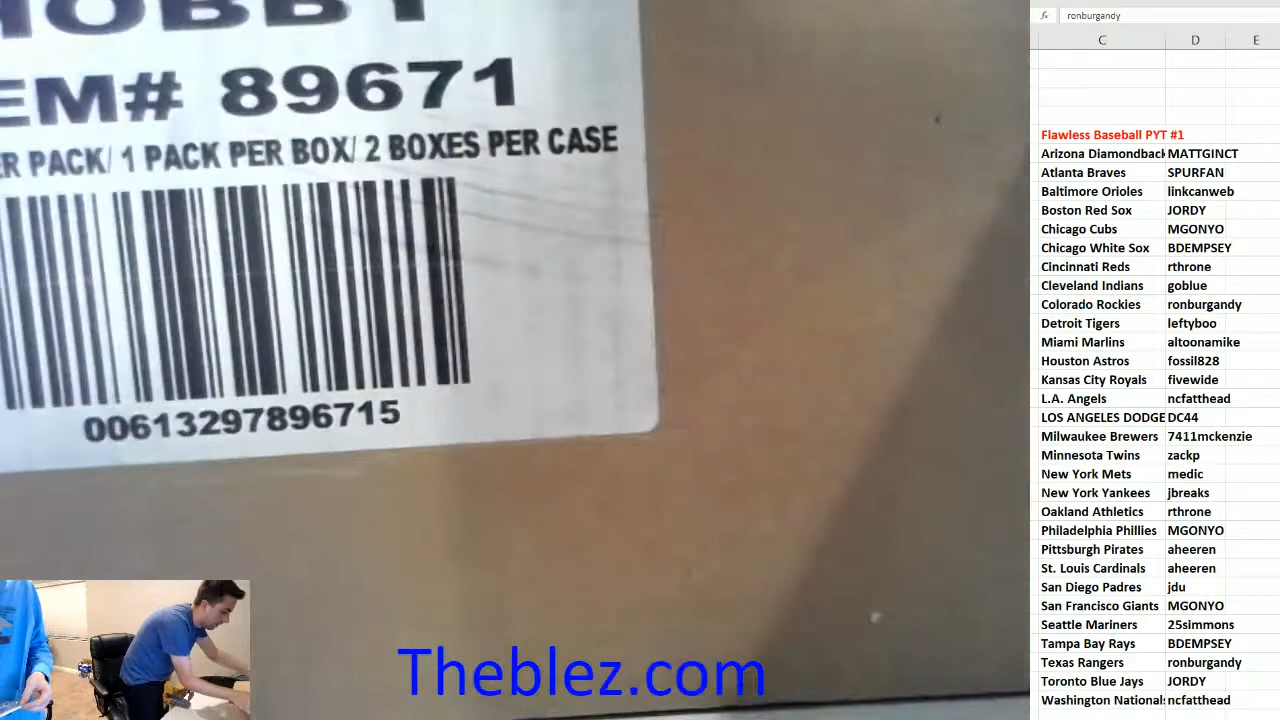 HOBBY
EM# 89671
ER PACK/ 1 PACK PER BOX/ 2 BOXES PER CASE
00613297896715
Theblez.com
fx ronburgandy
C D E
Flawless Baseball PYT #1
Arizona Diamondback MATTGINCT
Atlanta Braves SPURFAN
Baltimore Orioles linkcanweb
Boston Red Sox JORDY
Chicago Cubs MGONYO
Chicago White Sox BDEMPSEY
Cincinnati Reds rthrone
Cleveland Indians goblue
Colorado Rockies ronburgandy
Detroit Tigers leftyboo
Miami Marlins altoonamike
Houston Astros fossil828
Kansas City Royals fivewide
L.A. Angels ncfatthead
LOS ANGELES DODGE DC44
Milwaukee Brewers 7411mckenzie
Minnesota Twins zackp
New York Mets medic
New York Yankees jbreaks
Oakland Athletics rthrone
Philadelphia Phillies MGONYO
Pittsburgh Pirates aheeren
St. Louis Cardinals aheeren
San Diego Padres jdu
San Francisco Giants MGONYO
Seattle Mariners 25simmons
Tampa Bay Rays BDEMPSEY
Texas Rangers ronburgandy
Toronto Blue Jays JORDY
Washington Nationals ncfatthead